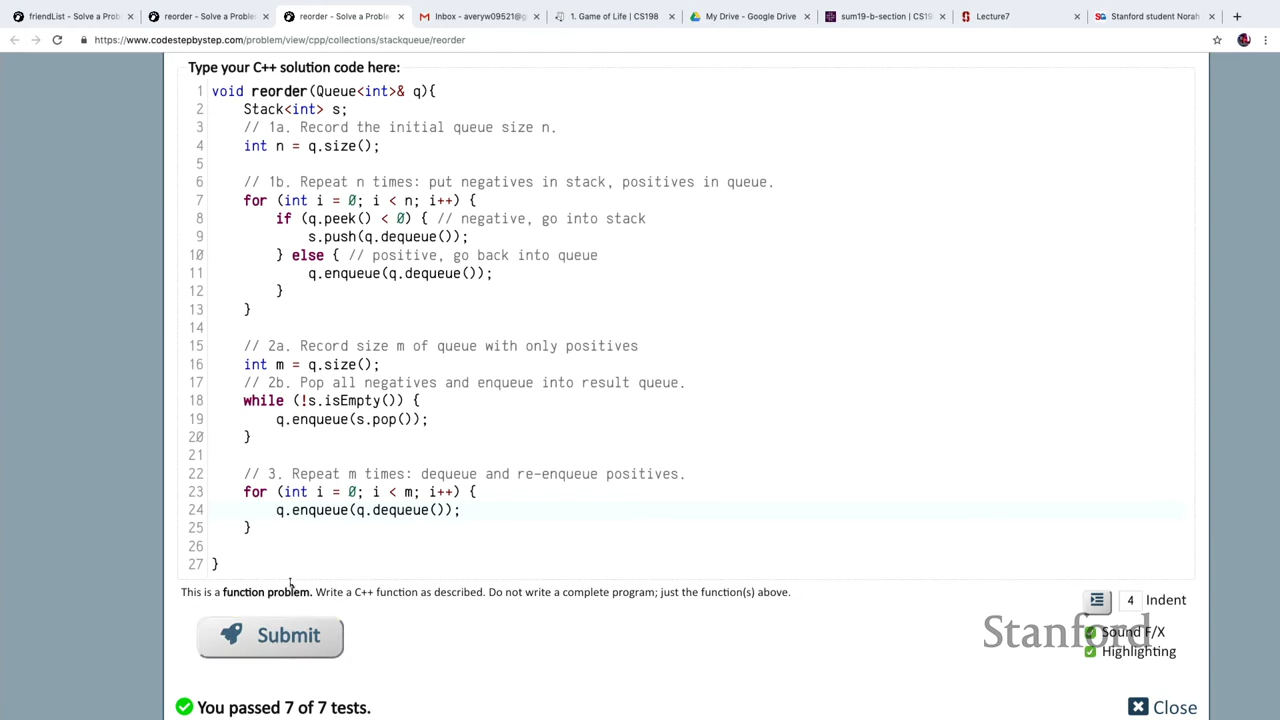 friendList - Solve a Prob
reorder - Solve a Problem
reorder - Solve a Proble
Inbox - averyw09521@g
1. Game of Life | CS198
My Drive - Google Drive
sum19-b-section @ CS19
Lecture7
Stanford student Norah
https://www.codestepbystep.com/problem/view/cpp/collections/stackqueue/reorder
Type your C++ solution code here:
1 void reorder(Queue<int>& q){
2 Stack<int> s;
3 // 1a. Record the initial queue size n.
4 int n = q.size();
5
6 // 1b. Repeat n times: put negatives in stack, positives in queue.
7 for (int i = 0; i < n; i++) {
8 if (q.peek() < 0) { // negative, go into stack
9 s.push(q.dequeue());
10 } else { // positive, go back into queue
11 q.enqueue(q.dequeue());
12 }
13 }
14
15 // 2a. Record size m of queue with only positives
16 int m = q.size();
17 // 2b. Pop all negatives and enqueue into result queue.
18 while (!s.isEmpty()) {
19 q.enqueue(s.pop());
20 }
21
22 // 3. Repeat m times: dequeue and re-enqueue positives.
23 for (int i = 0; i < m; i++) {
24 q.enqueue(q.dequeue());
25 }
26
27 }
This is a function problem. Write a C++ function as described. Do not write a complete program; just the function(s) above.
4 Indent
Submit
Stanford
Sound F/X
Highlighting
You passed 7 of 7 tests.
Close